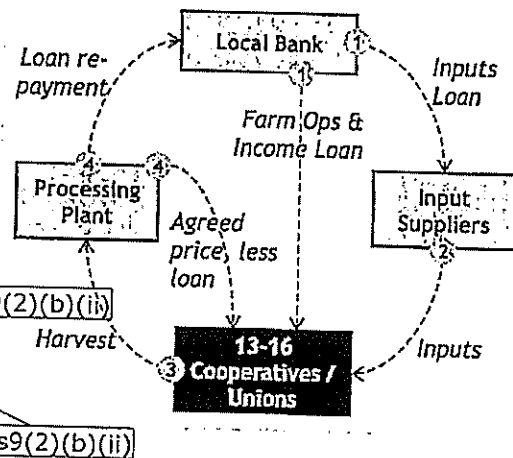 Local Bank
1
1
Loan re-
payment
Inputs
Loan
Farm Ops &
Income Loan
4
4
Processing
Plant
Input
Suppliers
2
Agreed
price, less
loan
(2)(b)(ii)
Harvest
3
13-16
Cooperatives /
Unions
Inputs
s9(2)(b)(ii)